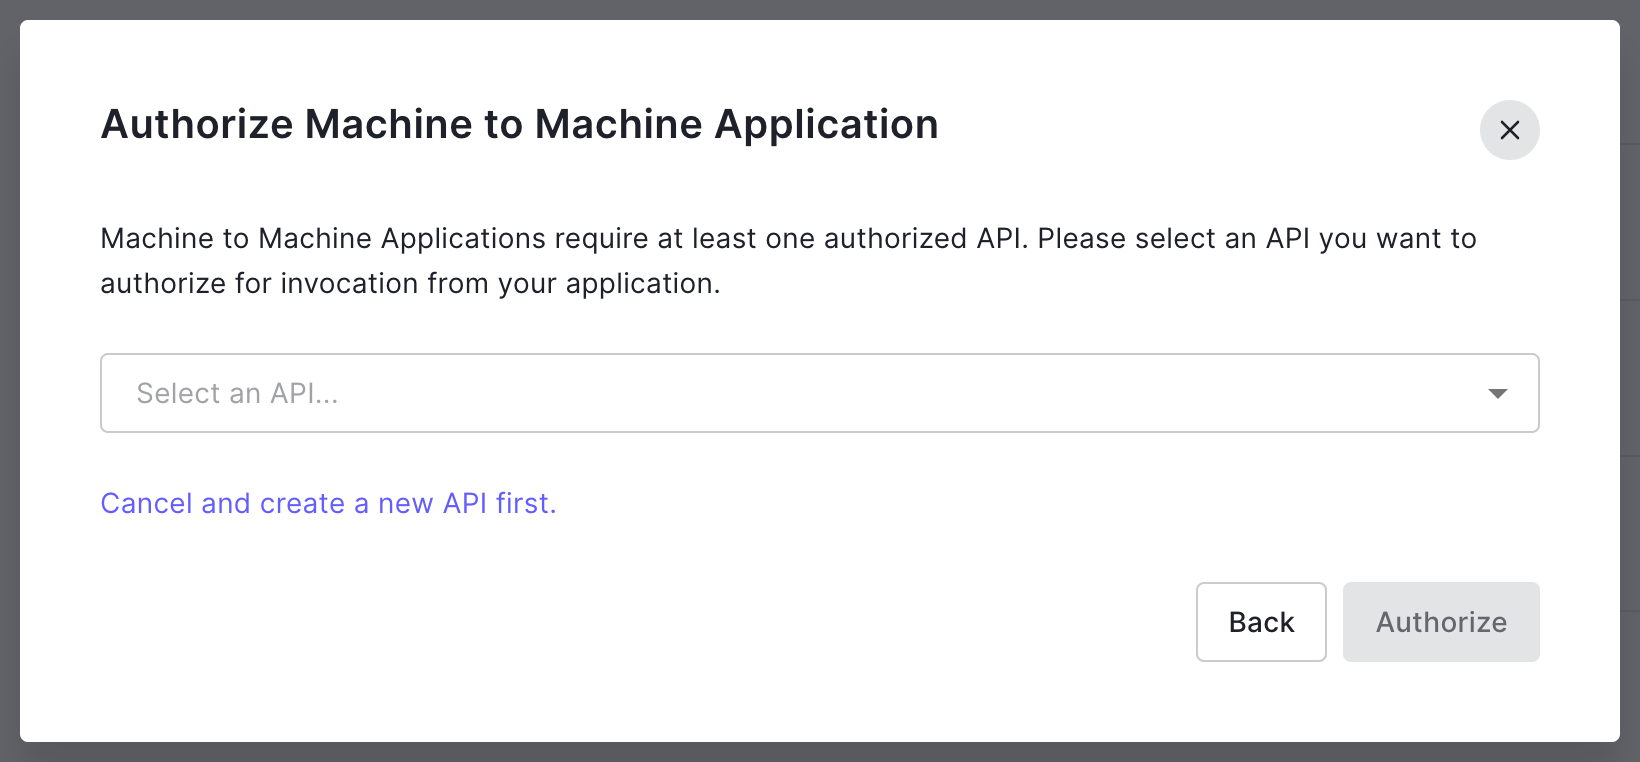 Authorize Machine to Machine Application
Machine to Machine Applications require at least one authorized API. Please select an API you want to
authorize for invocation from your application.
Select an API...
Cancel and create a new API first.
Back
Authorize